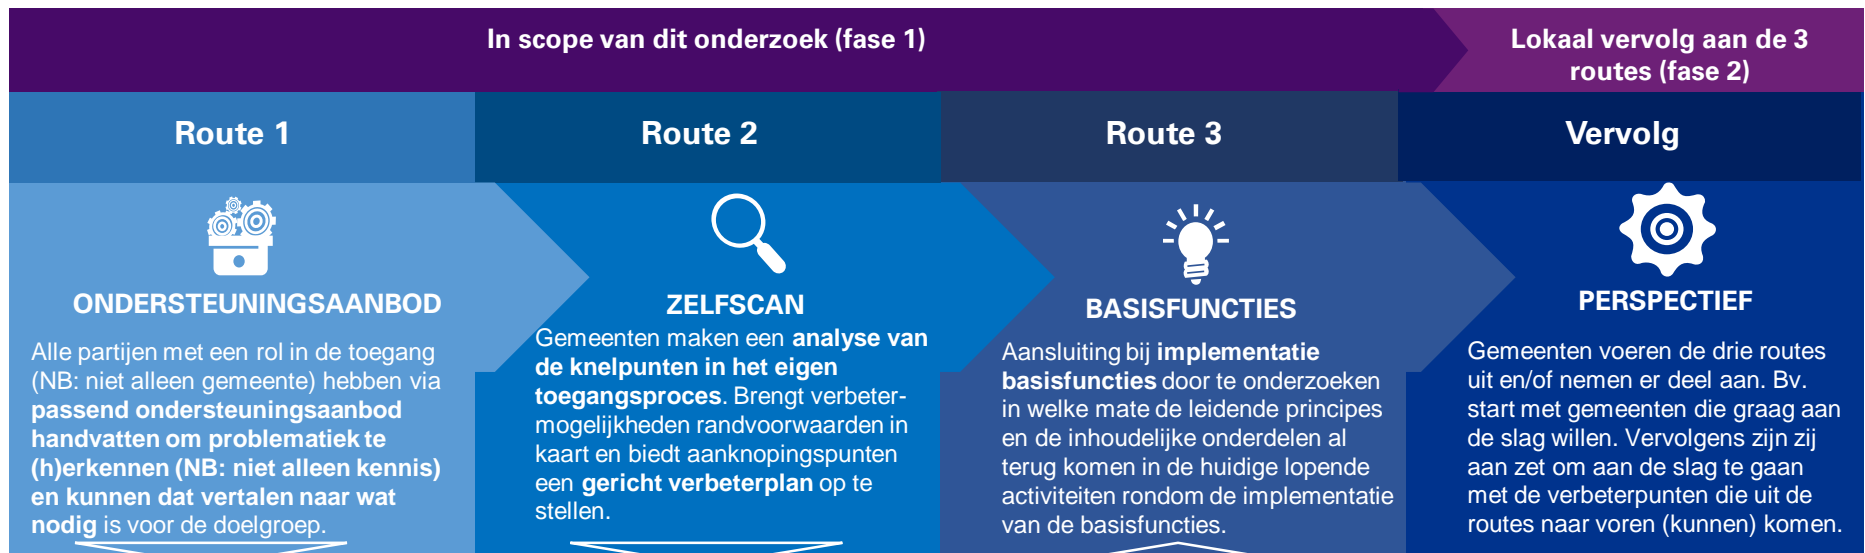 In scope van dit onderzoek (fase 1)
Lokaal vervolg aan de 3
routes (fase 2)
Route 1
Route 2
Route 3
Vervolg
ONDERSTEUNINGSAANBOD
Alle partijen met een rol in de toegang
(NB: niet alleen gemeente) hebben via
passend ondersteuningsaanbod
handvatten om problematiek te
(h)erkennen (NB: niet alleen kennis)
en kunnen dat vertalen naar wat
nodig is voor de doelgroep.
ZELFSCAN
Gemeenten maken een analyse van
de knelpunten in het eigen
toegangsproces. Brengt verbeter-
mogelijkheden randvoorwaarden in
kaart en biedt aanknopingspunten
een gericht verbeterplan op te
stellen.
BASISFUNCTIES
Aansluiting bij implementatie
basisfuncties door te onderzoeken
in welke mate de leidende principes
en de inhoudelijke onderdelen al
terug komen in de huidige lopende
activiteiten rondom de implementatie
van de basisfuncties.
PERSPECTIEF
Gemeenten voeren de drie routes
uit en/of nemen er deel aan. Bv.
start met gemeenten die graag aan
de slag willen. Vervolgens zijn zij
aan zet om aan de slag te gaan
met de verbeterpunten die uit de
routes naar voren (kunnen) komen.